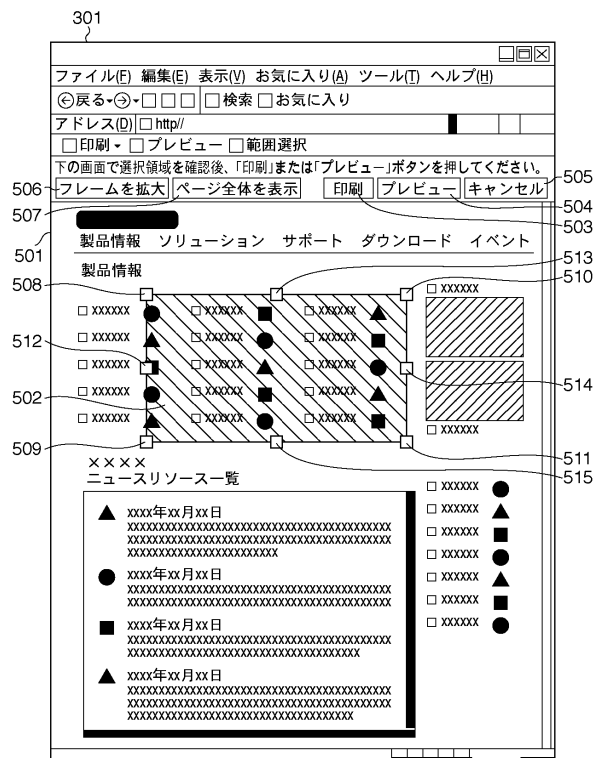 301
ファイル(F) 編集(E) 表示(V) お気に入り(A) ツール(T) ヘルプ(H)
戻る 検索 お気に入り
アドレス(D) http//
印刷 プレビュー 範囲選択
下の画面で選択領域を確認後、「印刷」または「プレビュー」ボタンを押してください。
506 フレームを拡大 ページ全体を表示 印刷 プレビュー キャンセル 505
507 504
503
501
製品情報 ソリューション サポート ダウンロード イベント
製品情報 513
508 510
xxxxxx
xxxxxx xxxxxx xxxxxx
512 xxxxxx xxxxxx xxxxxx
xxxxxx xxxxxx xxxxxx
514
502 xxxxxx xxxxxx xxxxxx
xxxxxx xxxxxx xxxxxx
xxxxxx
509 511
×××× 515
ニュースリソース一覧
xxxxxx
xxxx年xx月xx日 xxxxxx
xxxxxxxxxxxxxxxxxxxxxxxxxxxxxxxxxxxxxxxxxxx
xxxxxxxxxxxxxxxxxxxxxxxxxxxxxxxxxxxxxxxxxxx xxxxxx
xxxxxxxxxxxxxxxxxxxxxxxxx
xxxxxx
xxxx年xx月xx日 xxxxxx
xxxxxxxxxxxxxxxxxxxxxxxxxxxxxxxxxxxxxxxxxxx
xxxxxxxxxxxxxxxxxxxxxxxxxxxxxxxxxxxxxxxxxxx xxxxxx
xxxx年xx月xx日 xxxxxx
xxxxxxxxxxxxxxxxxxxxxxxxxxxxxxxxxxxxxxxxxxx
xxxxxxxxxxxxxxxxxxxxxxxxxxxxxxxxxxxxxx
xxxx年xx月xx日
xxxxxxxxxxxxxxxxxxxxxxxxxxxxxxxxxxxxxxxxxxx
xxxxxxxxxxxxxxxxxxxxxxxxxxxxxxxxxxxxxxxxxxx
xxxxxxxxxxxxxxxxxxxxxxxxxxxxxxxxxxxxx